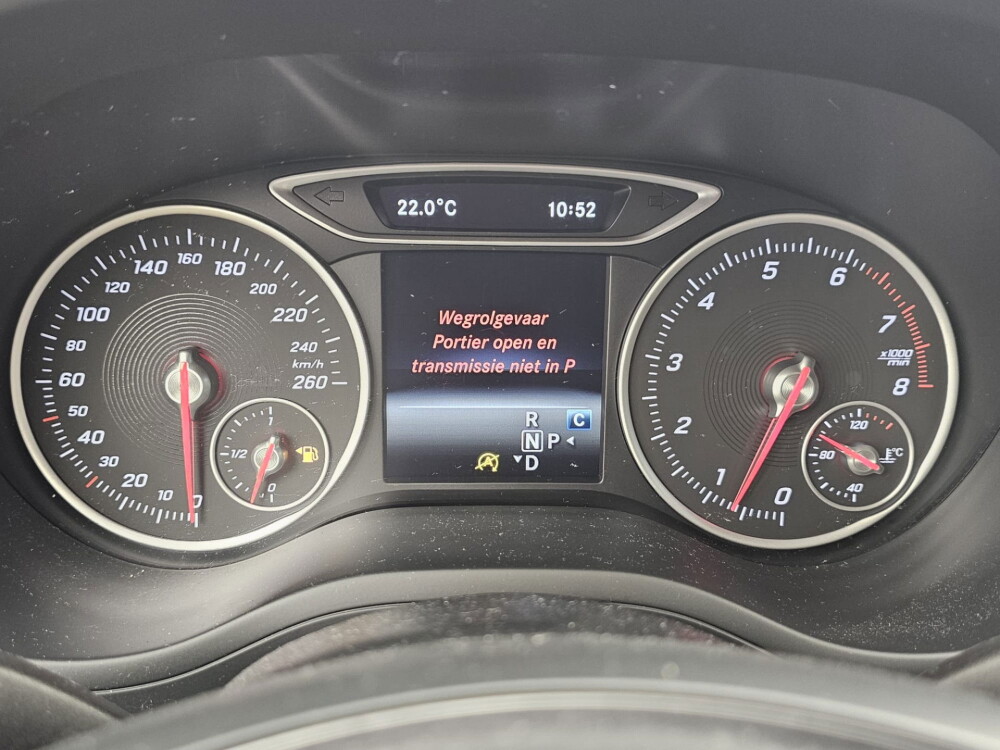 22.0°C 10:52
140 160 180
120 200
100 220
80 240
km/h
60 260
50
40
30
20
10
0
1
1/2
0
Wegrolgevaar
Portier open en
transmissie niet in P
R C
N P
D
A
5 6
4
7
3
x1000
min
8
2
1
0
120
80 °C
40